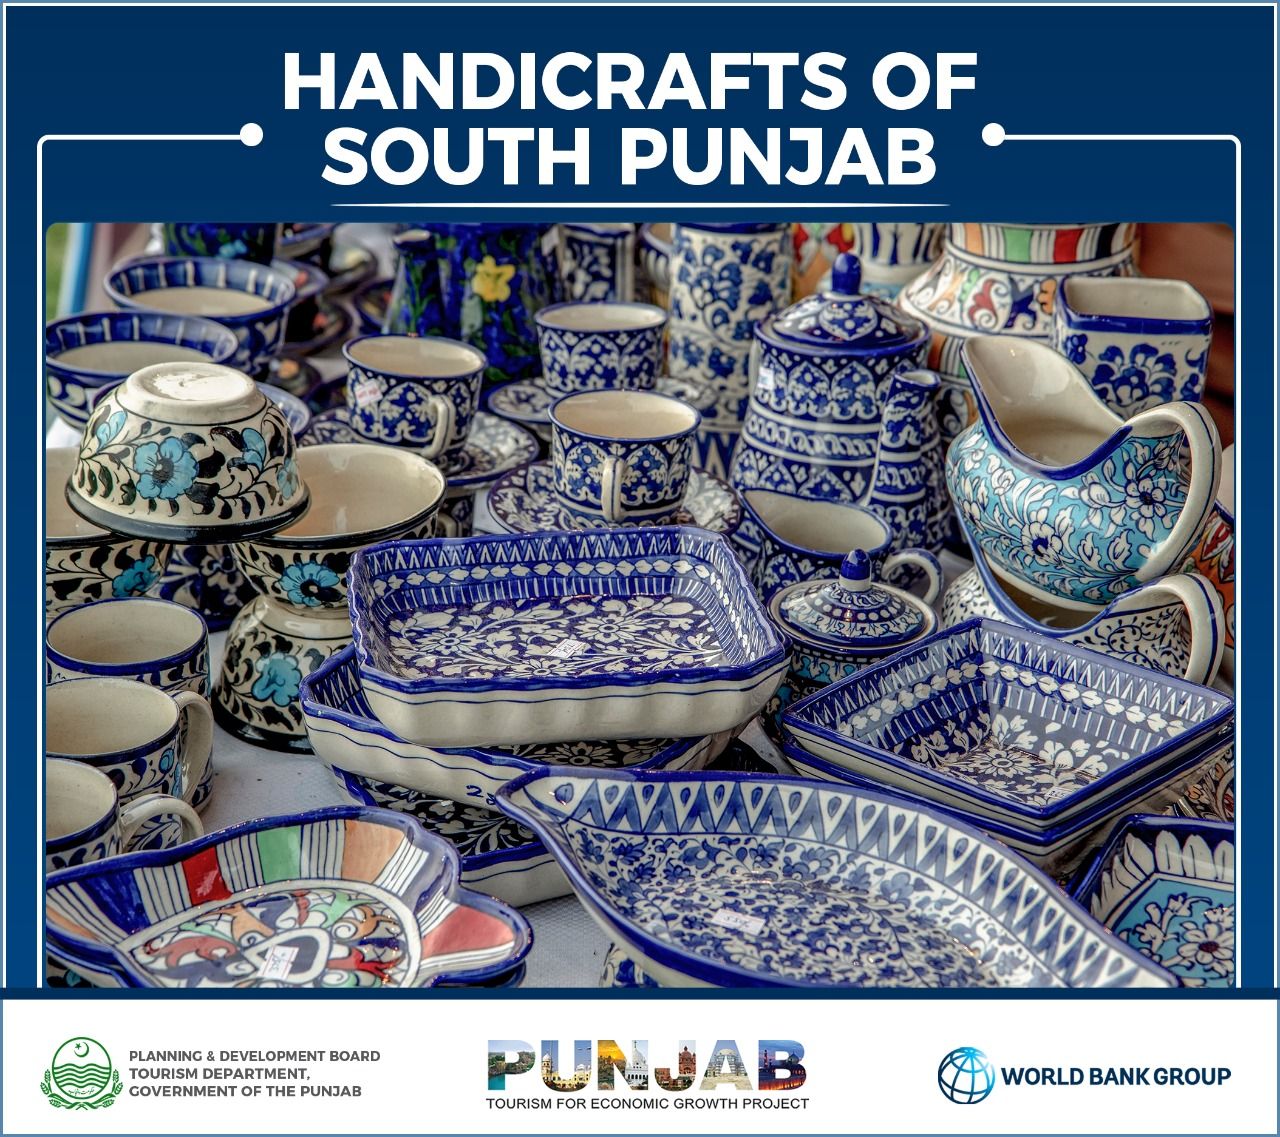 HANDICRAFTS OF
SOUTH PUNJAB
PLANNING & DEVELOPMENT BOARD
TOURISM DEPARTMENT,
GOVERNMENT OF THE PUNJAB
PUNJAB
TOURISM FOR ECONOMIC GROWTH PROJECT
WORLD BANK GROUP